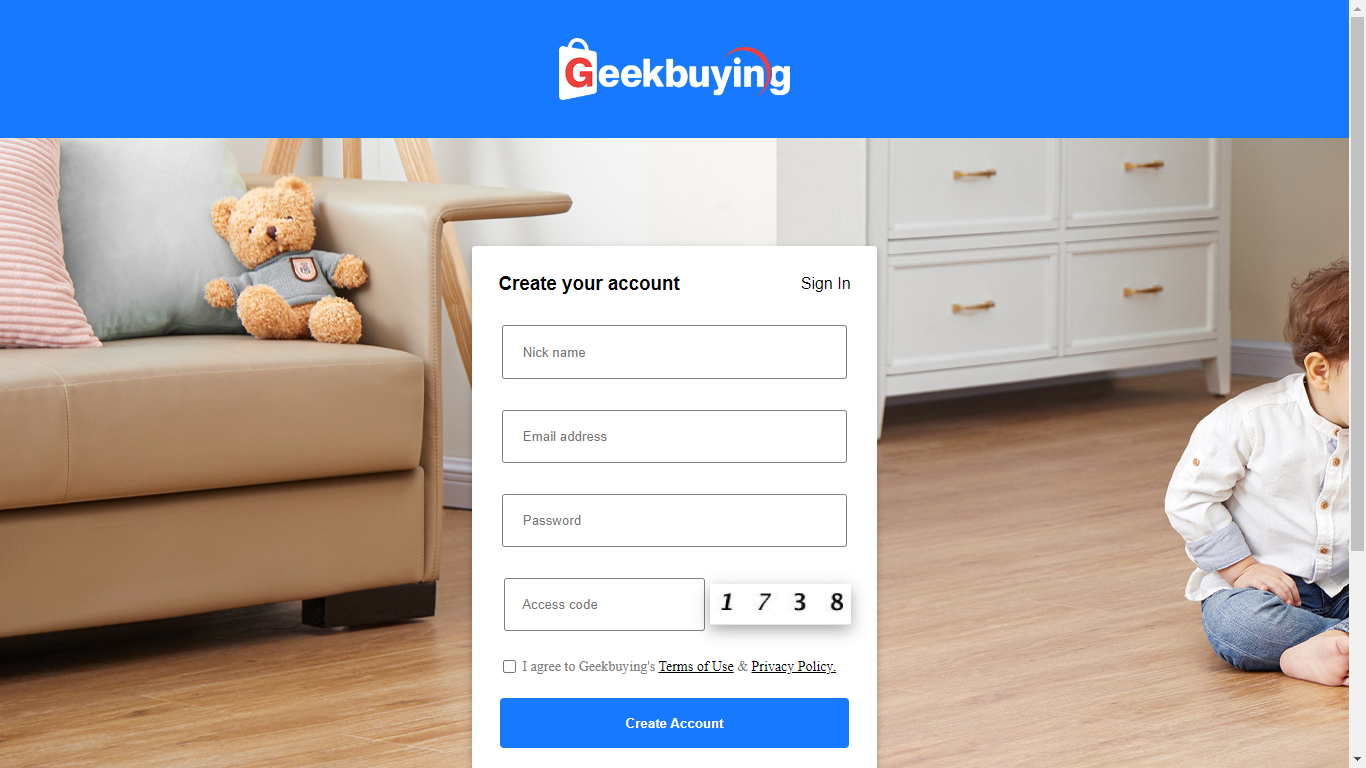 Geekbuying
Create your account
Sign In
Nick name
Email address
Password
Access code
1 7 3 8
I agree to Geekbuying's Terms of Use & Privacy Policy.
Create Account